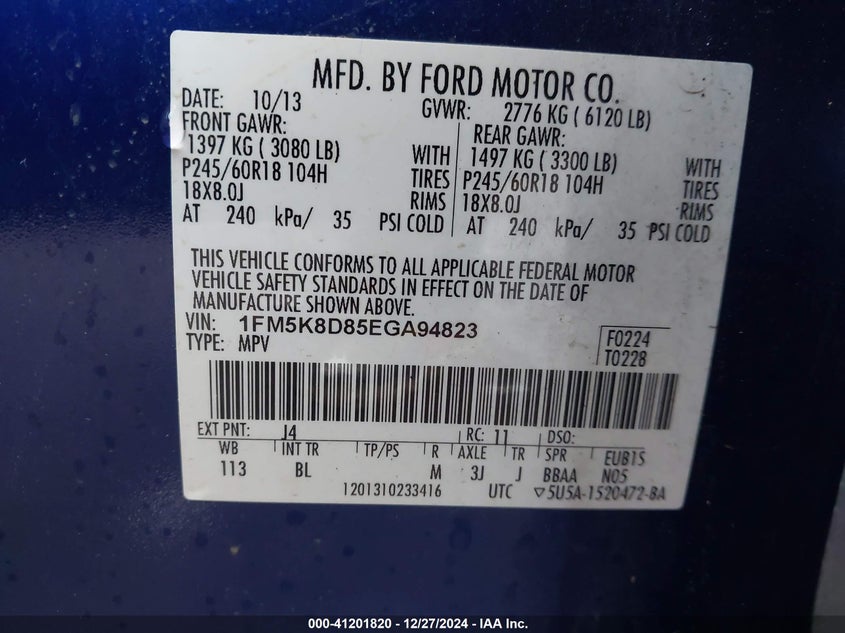 MFD. BY FORD MOTOR CO.
DATE: 10/13 GVWR: 2776 KG ( 6120 LB)
FRONT GAWR: REAR GAWR:
1397 KG ( 3080 LB) WITH 1497 KG ( 3300 LB) WITH
P245/60R18 104H TIRES P245/60R18 104H TIRES
18X8.0J RIMS 18X8.0J RIMS
AT 240 kPa/ 35 PSI COLD AT 240 kPa/ 35 PSI COLD
THIS VEHICLE CONFORMS TO ALL APPLICABLE FEDERAL MOTOR
VEHICLE SAFETY STANDARDS IN EFFECT ON THE DATE OF
MANUFACTURE SHOWN ABOVE.
VIN: 1FM5K8D85EGA94823
TYPE: MPV
F0224
T0228
EXT PNT: J4 RC: 11 DSO:
WB INT TR TP/PS R AXLE TR SPR EUB1S
113 BL M 3J J BBAA N05
1201310233416 UTC ▽5U5A-1520472-BA
000-41201820 – 12/27/2024 – IAA Inc.